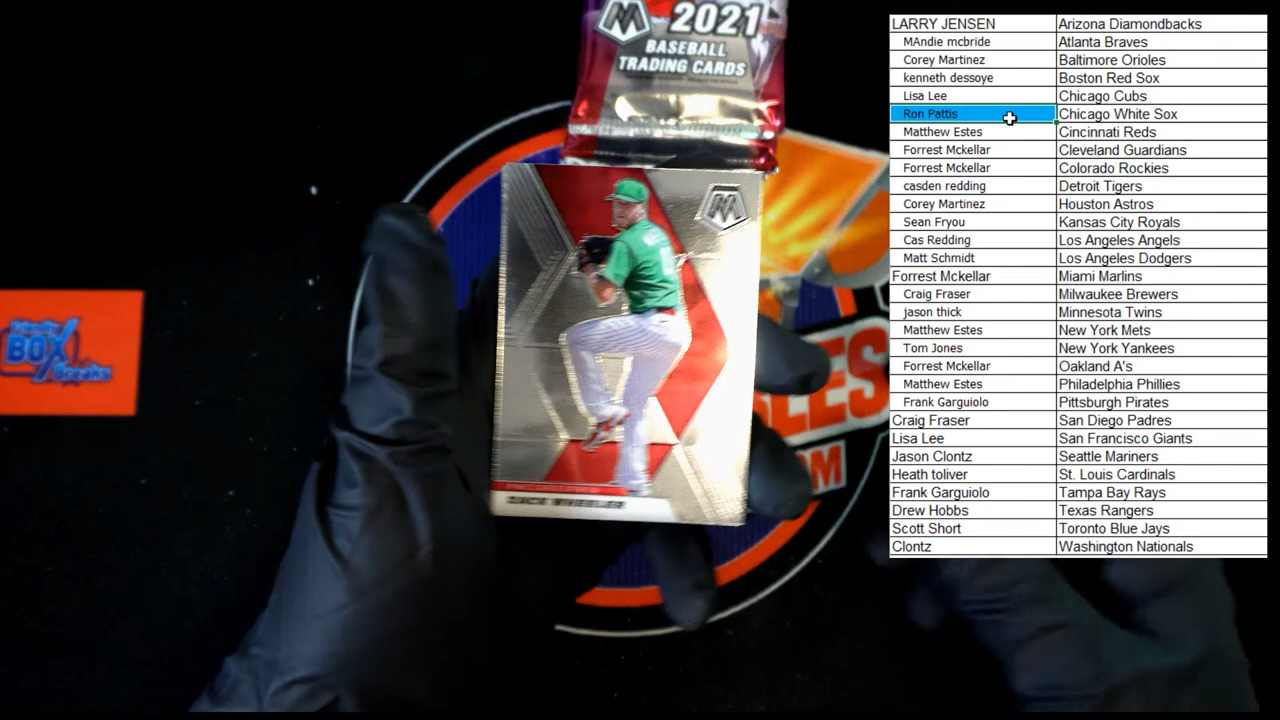 2021
BASEBALL
TRADING CARDS
ZACK WHEELER
Friendly
BOX
Breaks
LARRY JENSEN Arizona Diamondbacks
MAndie mcbride Atlanta Braves
Corey Martinez Baltimore Orioles
kenneth dessoye Boston Red Sox
Lisa Lee Chicago Cubs
Ron Pattis Chicago White Sox
Matthew Estes Cincinnati Reds
Forrest Mckellar Cleveland Guardians
Forrest Mckellar Colorado Rockies
casden redding Detroit Tigers
Corey Martinez Houston Astros
Sean Fryou Kansas City Royals
Cas Redding Los Angeles Angels
Matt Schmidt Los Angeles Dodgers
Forrest Mckellar Miami Marlins
Craig Fraser Milwaukee Brewers
jason thick Minnesota Twins
Matthew Estes New York Mets
Tom Jones New York Yankees
Forrest Mckellar Oakland A's
Matthew Estes Philadelphia Phillies
Frank Garguiolo Pittsburgh Pirates
Craig Fraser San Diego Padres
Lisa Lee San Francisco Giants
Jason Clontz Seattle Mariners
Heath toliver St. Louis Cardinals
Frank Garguiolo Tampa Bay Rays
Drew Hobbs Texas Rangers
Scott Short Toronto Blue Jays
Clontz Washington Nationals